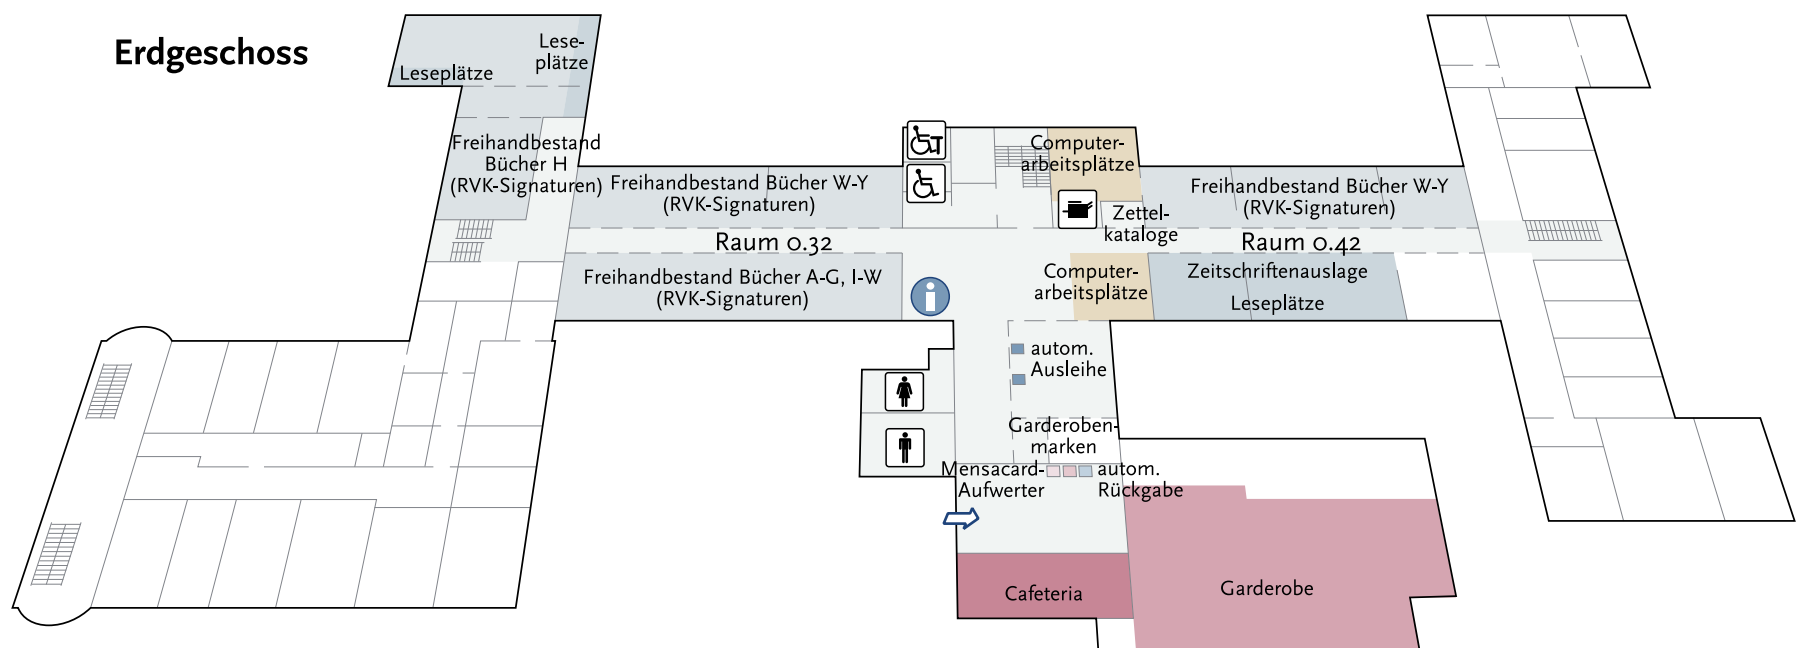 Erdgeschoss
Lese-
plätze
Leseplätze
Freihandbestand
Bücher H
(RVK-Signaturen)
Freihandbestand Bücher W-Y
(RVK-Signaturen)
Raum 0.32
Freihandbestand Bücher A-G, I-W
(RVK-Signaturen)
Computer-
arbeitsplätze
Zettel-
kataloge
Freihandbestand Bücher W-Y
(RVK-Signaturen)
Raum 0.42
Computer-
arbeitsplätze
Zeitschriftenauslage
Leseplätze
autom.
Ausleihe
Garderoben-
marken
Mensacard-
Aufwerter
autom.
Rückgabe
Cafeteria
Garderobe